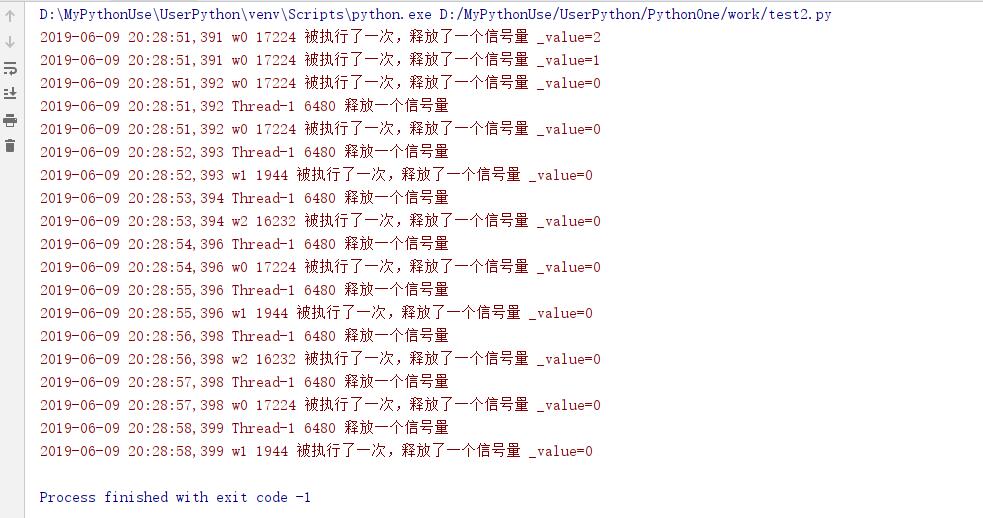 D:\MyPythonUse\UserPython\venv\Scripts\python.exe D:/MyPythonUse/UserPython/PythonOne/work/test2.py
2019-06-09 20:28:51,391 w0 17224 被执行了一次，释放了一个信号量 _value=2
2019-06-09 20:28:51,391 w0 17224 被执行了一次，释放了一个信号量 _value=1
2019-06-09 20:28:51,392 w0 17224 被执行了一次，释放了一个信号量 _value=0
2019-06-09 20:28:51,392 Thread-1 6480 释放一个信号量
2019-06-09 20:28:51,392 w0 17224 被执行了一次，释放了一个信号量 _value=0
2019-06-09 20:28:52,393 Thread-1 6480 释放一个信号量
2019-06-09 20:28:52,393 w1 1944 被执行了一次，释放了一个信号量 _value=0
2019-06-09 20:28:53,394 Thread-1 6480 释放一个信号量
2019-06-09 20:28:53,394 w2 16232 被执行了一次，释放了一个信号量 _value=0
2019-06-09 20:28:54,396 Thread-1 6480 释放一个信号量
2019-06-09 20:28:54,396 w0 17224 被执行了一次，释放了一个信号量 _value=0
2019-06-09 20:28:55,396 Thread-1 6480 释放一个信号量
2019-06-09 20:28:55,396 w1 1944 被执行了一次，释放了一个信号量 _value=0
2019-06-09 20:28:56,398 Thread-1 6480 释放一个信号量
2019-06-09 20:28:56,398 w2 16232 被执行了一次，释放了一个信号量 _value=0
2019-06-09 20:28:57,398 Thread-1 6480 释放一个信号量
2019-06-09 20:28:57,398 w0 17224 被执行了一次，释放了一个信号量 _value=0
2019-06-09 20:28:58,399 Thread-1 6480 释放一个信号量
2019-06-09 20:28:58,399 w1 1944 被执行了一次，释放了一个信号量 _value=0
Process finished with exit code -1